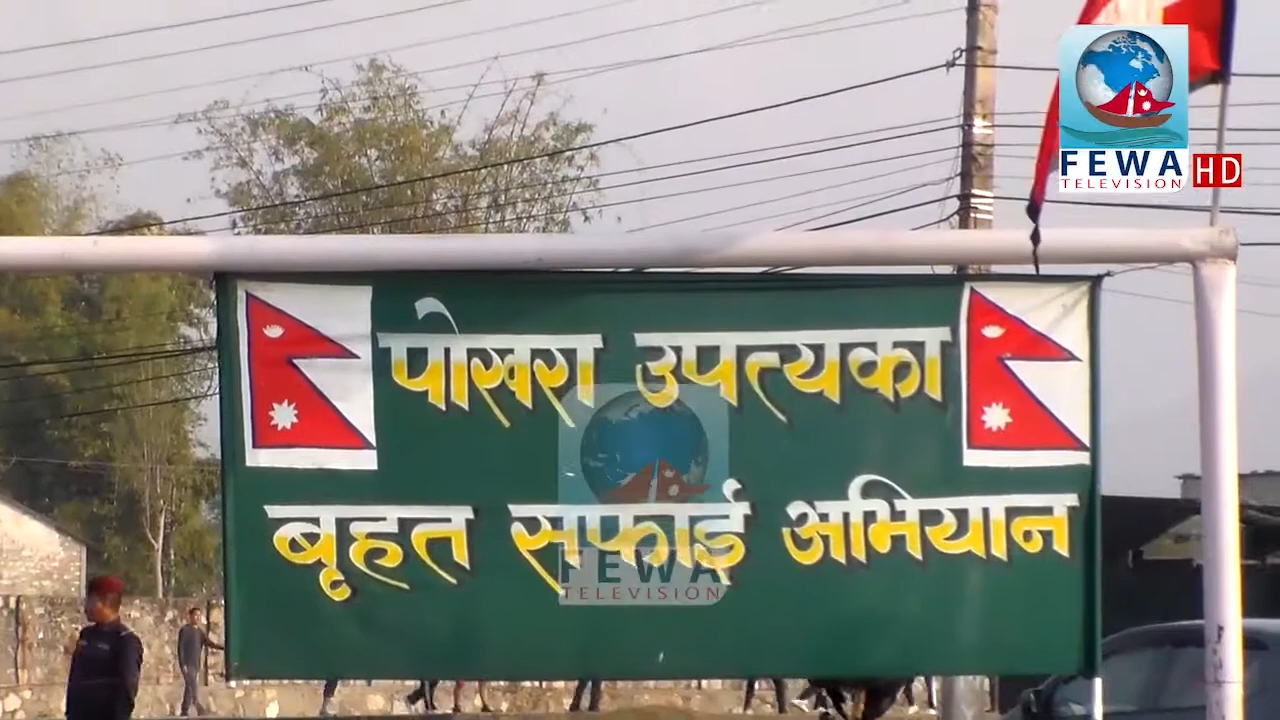 FEWA
TELEVISION HD
पोखरा उपत्यका
बृहत सफाई अभियान
FEWA
TELEVISION